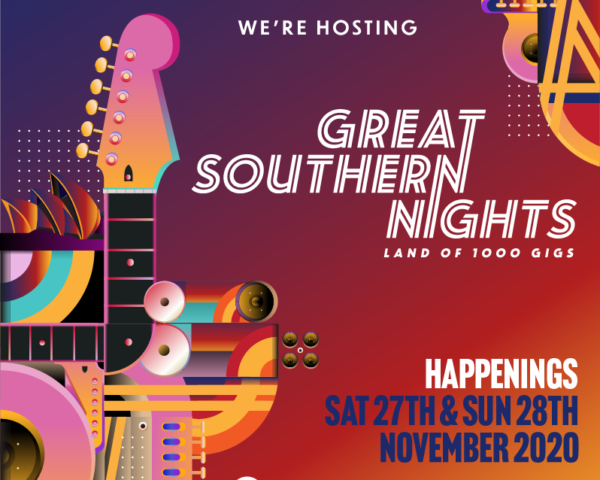 WE'RE HOSTING
GREAT
SOUTHERN
NIGHTS
LAND OF 1000 GIGS
HAPPENINGS
SAT 27TH & SUN 28TH
NOVEMBER 2020